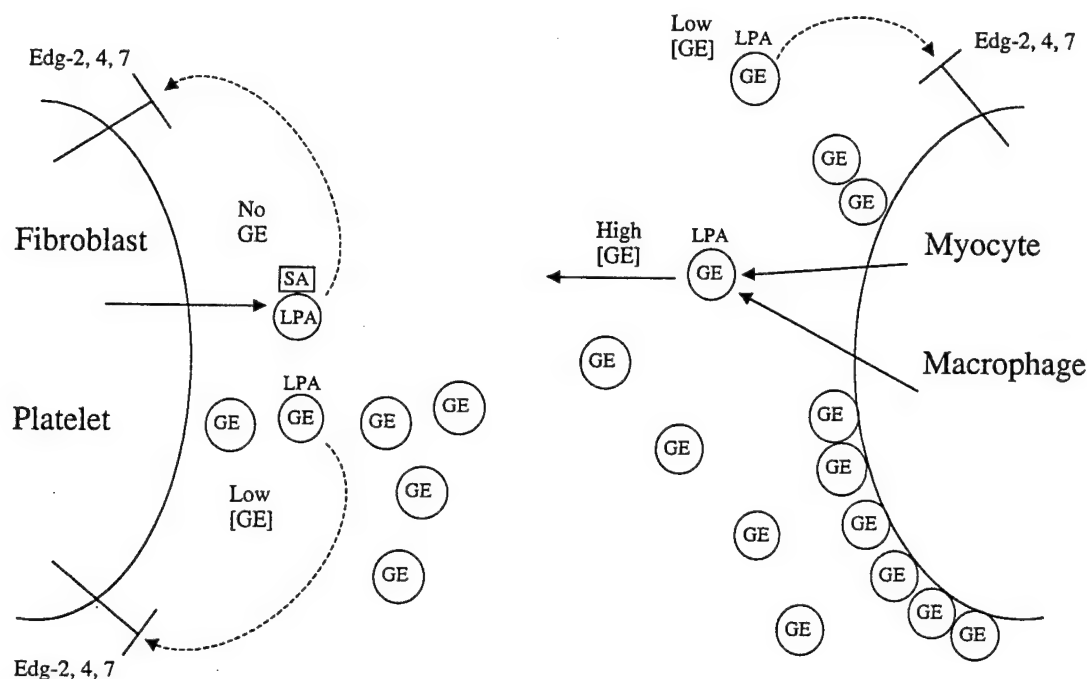 Edg-2, 4, 7
No
GE
Fibroblast
SA
LPA
LPA
GE
GE
GE
GE
Platelet
GE
Low
[GE]
GE
Edg-2, 4, 7
Low
[GE]
LPA
GE
Edg-2, 4, 7
GE
GE
High
[GE]
LPA
GE
Myocyte
Macrophage
GE
GE
GE
GE
GE
GE
GE
GE
GE
GE